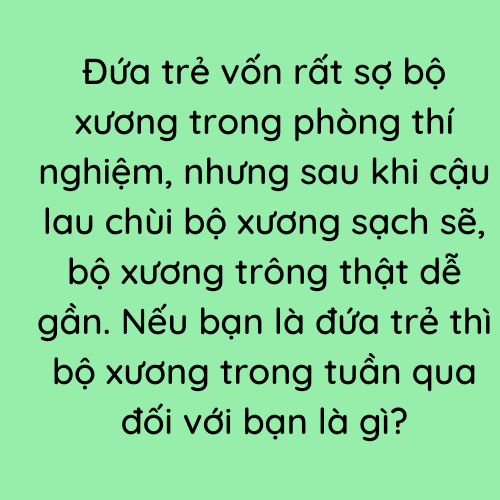 Đứa trẻ vốn rất sợ bộ
xương trong phòng thí
nghiệm, nhưng sau khi cậu
lau chùi bộ xương sạch sẽ,
bộ xương trông thật dễ
gần. Nếu bạn là đứa trẻ thì
bộ xương trong tuần qua
đối với bạn là gì?